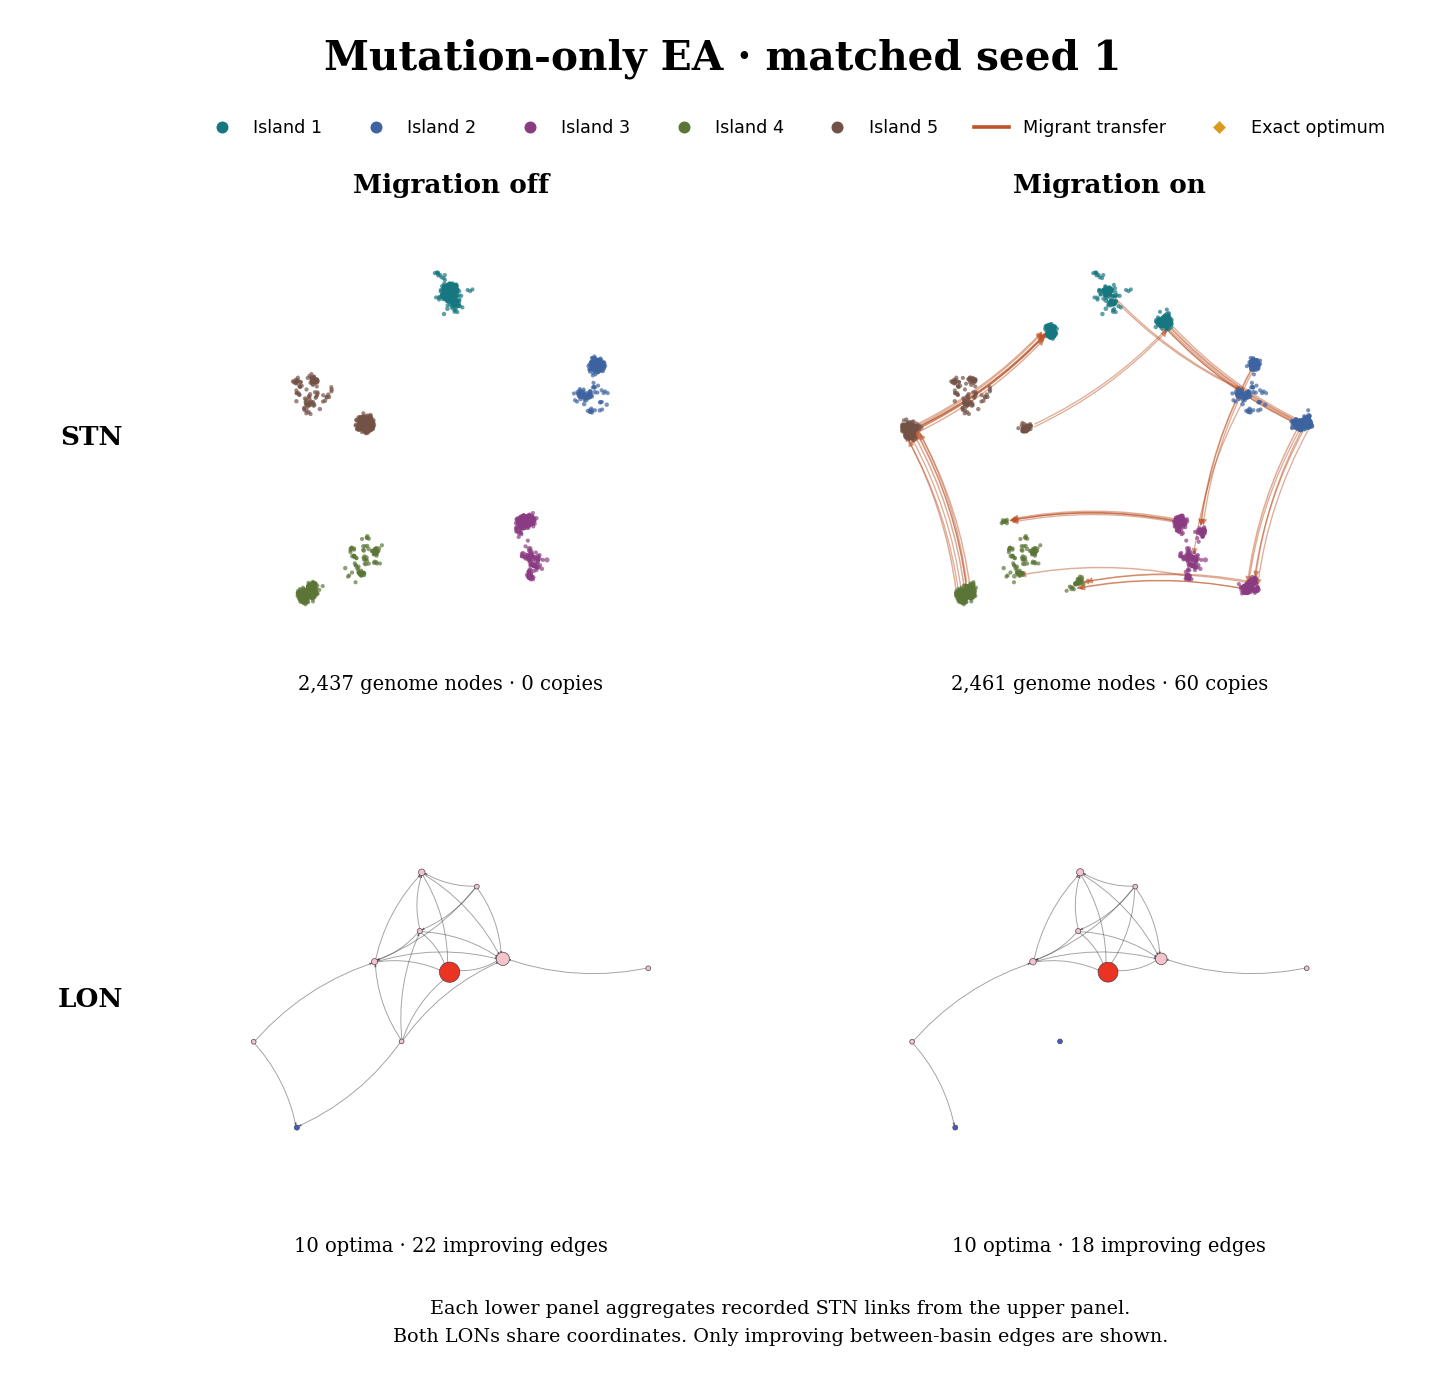 Mutation-only EA · matched seed 1
Island 1 Island 2 Island 3 Island 4 Island 5 Migrant transfer Exact optimum
Migration off Migration on
STN
2,437 genome nodes · 0 copies 2,461 genome nodes · 60 copies
LON
10 optima · 22 improving edges 10 optima · 18 improving edges
Each lower panel aggregates recorded STN links from the upper panel.
Both LONs share coordinates. Only improving between-basin edges are shown.